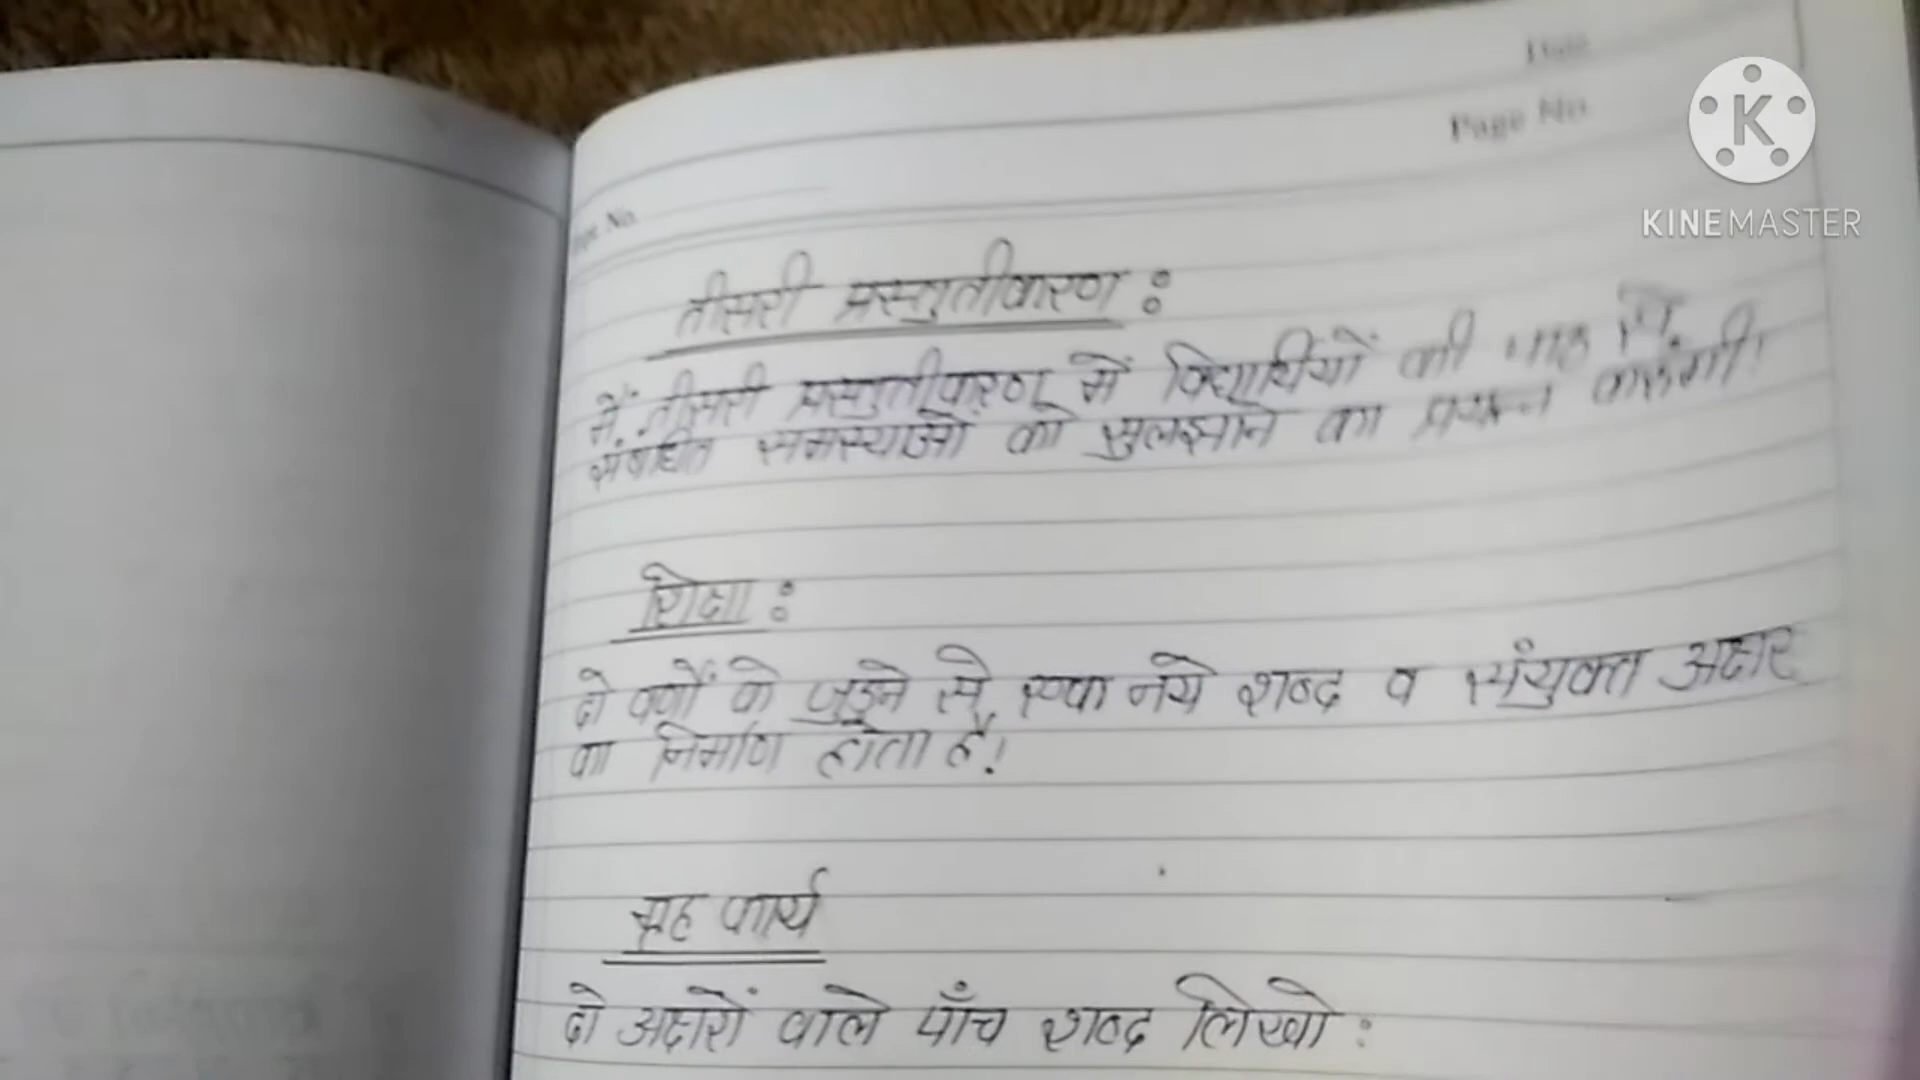 Date
Page No.
KINEMASTER
Page No.
तीसरी प्रस्तुतीकरण :
मैं तीसरी प्रस्तुतीकरण में विद्यार्थियों की पाठ से
संबंधित समस्याओं को सुलझाने का प्रयत्न करूंगी।
शिक्षा :
दो वर्णों के जुड़ने से एक नये शब्द व संयुक्त अक्षर
का निर्माण होता है।
गृह कार्य
दो अक्षरों वाले पाँच शब्द लिखो :